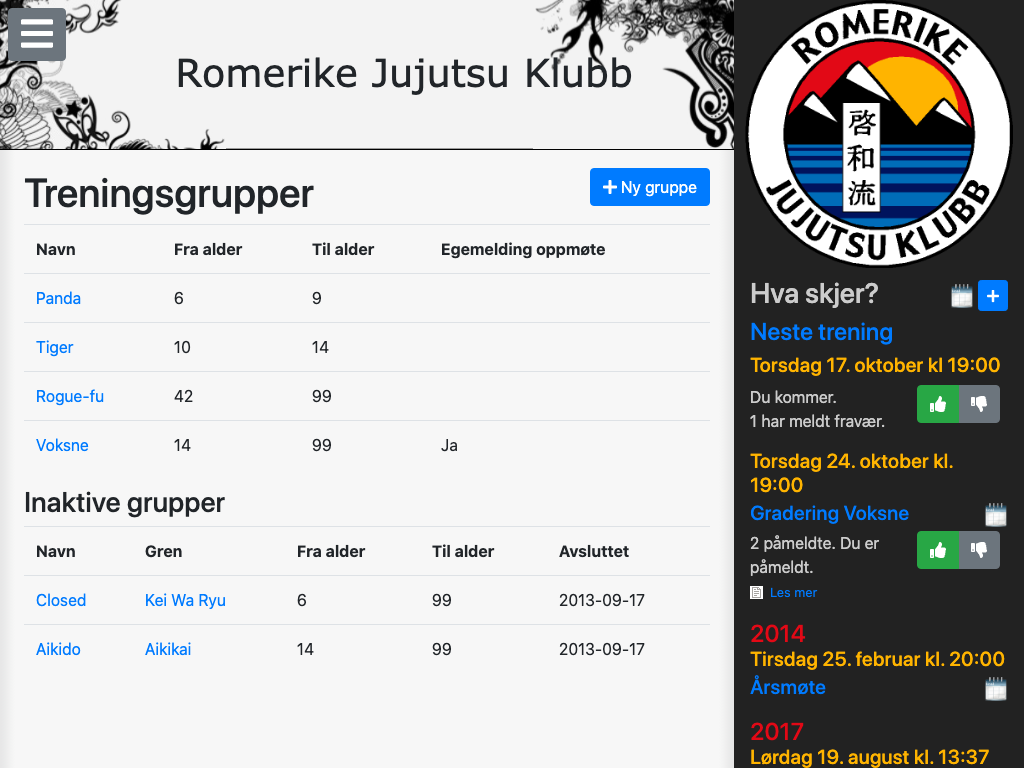 Romerike Jujutsu Klubb
Treningsgrupper
Ny gruppe
Navn Fra alder Til alder Egemelding oppmøte
Panda 6 9
Tiger 10 14
Rogue-fu 42 99
Voksne 14 99 Ja
Inaktive grupper
Navn Gren Fra alder Til alder Avsluttet
Closed Kei Wa Ryu 6 99 2013-09-17
Aikido Aikikai 14 99 2013-09-17
ROMERIKE
啓和流
JUJUTSU KLUBB
Hva skjer?
Neste trening
Torsdag 17. oktober kl 19:00
Du kommer.
1 har meldt fravær.
Torsdag 24. oktober kl.
19:00
Gradering Voksne
2 påmeldte. Du er
påmeldt.
Les mer
2014
Tirsdag 25. februar kl. 20:00
Årsmøte
2017
Lørdag 19. august kl. 13:37